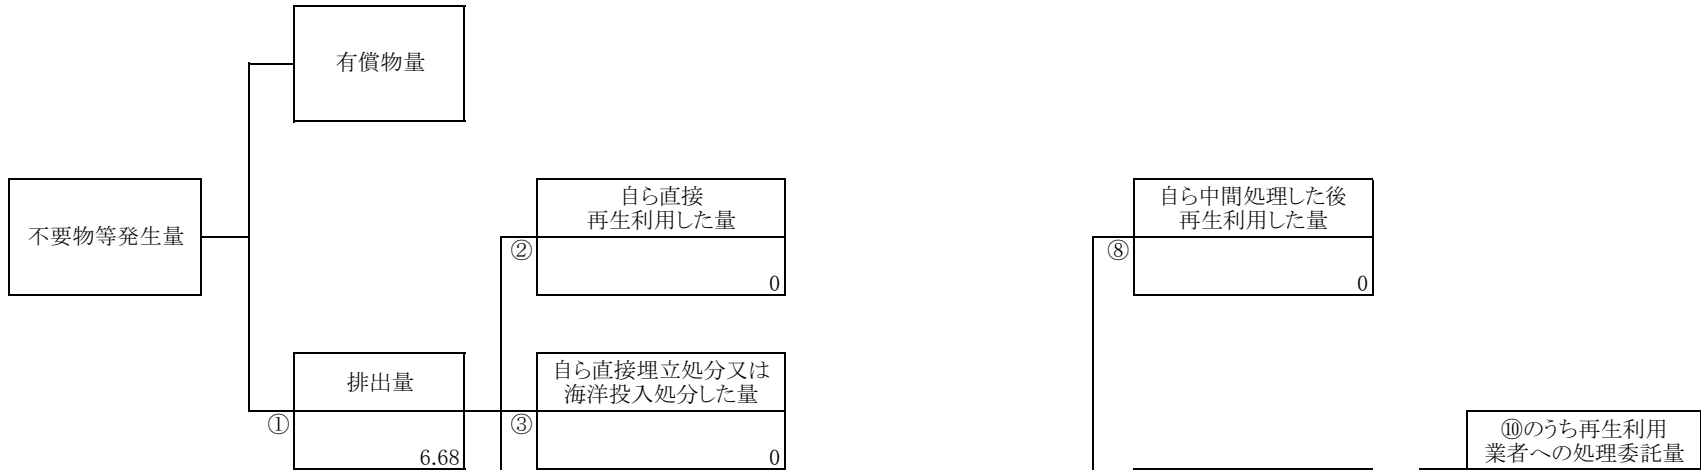 有償物量
不要物等発生量
自ら直接
再生利用した量
②
0
自ら中間処理した後
再生利用した量
⑧
0
排出量
①
6.68
自ら直接埋立処分又は
海洋投入処分した量
③
0
⑩のうち再生利用
業者への処理委託量